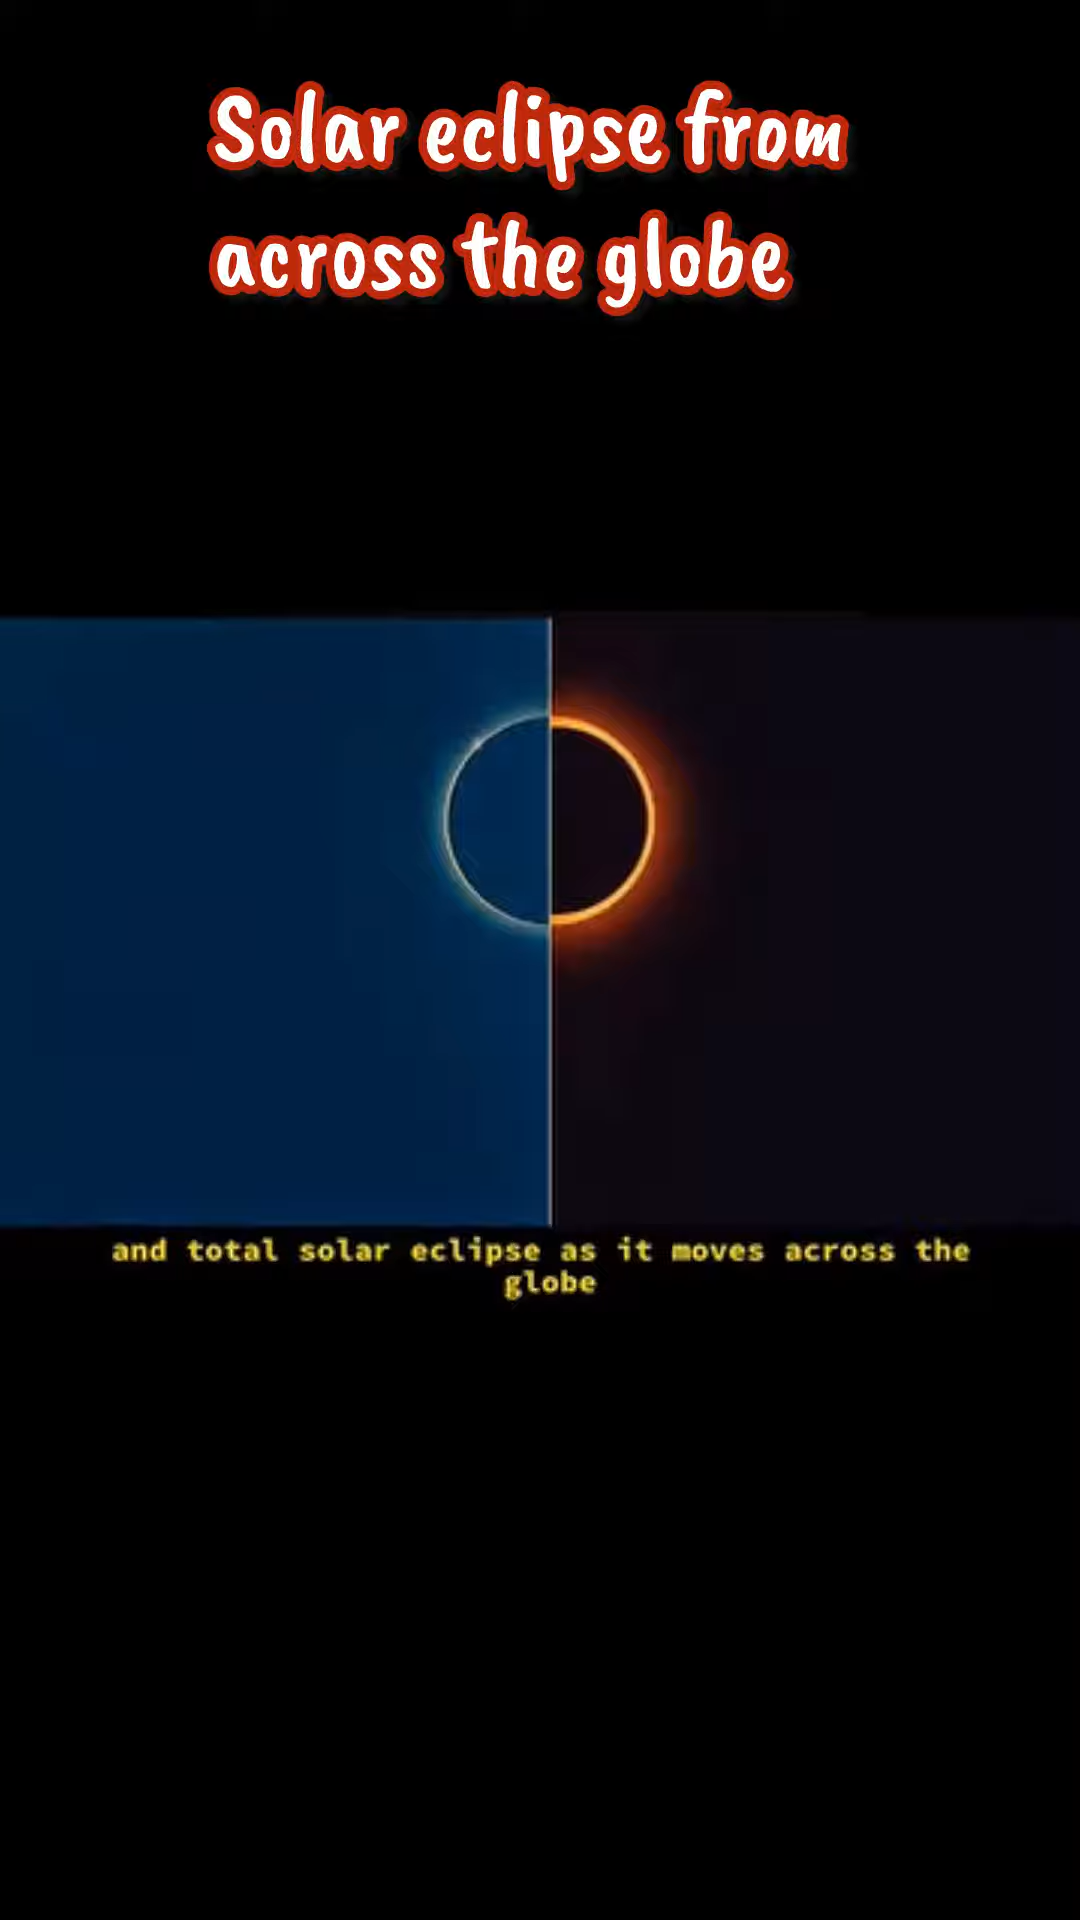 Solar eclipse from
across the globe
and total solar eclipse as it moves across the
globe